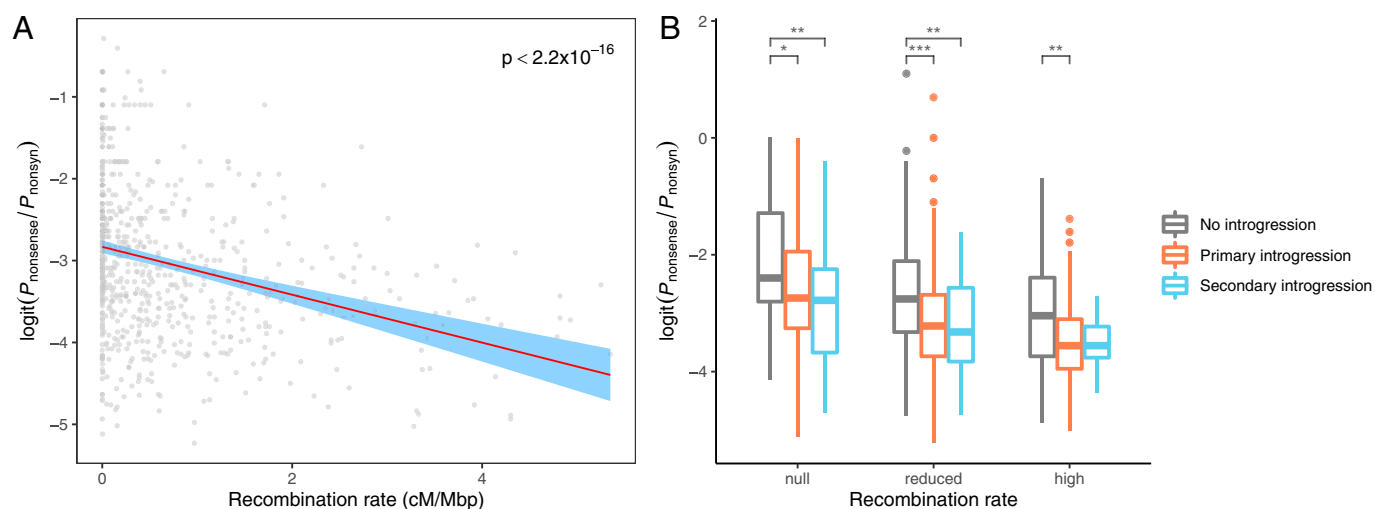 A
p < 2.2x10⁻¹⁶
logit(P_nonsense/P_nonsyn)
−1
−2
−3
−4
−5
0
2
4
Recombination rate (cM/Mbp)
B
logit(P_nonsense/P_nonsyn)
2
0
−2
−4
**
*
**
***
**
null
reduced
high
Recombination rate
No introgression
Primary introgression
Secondary introgression